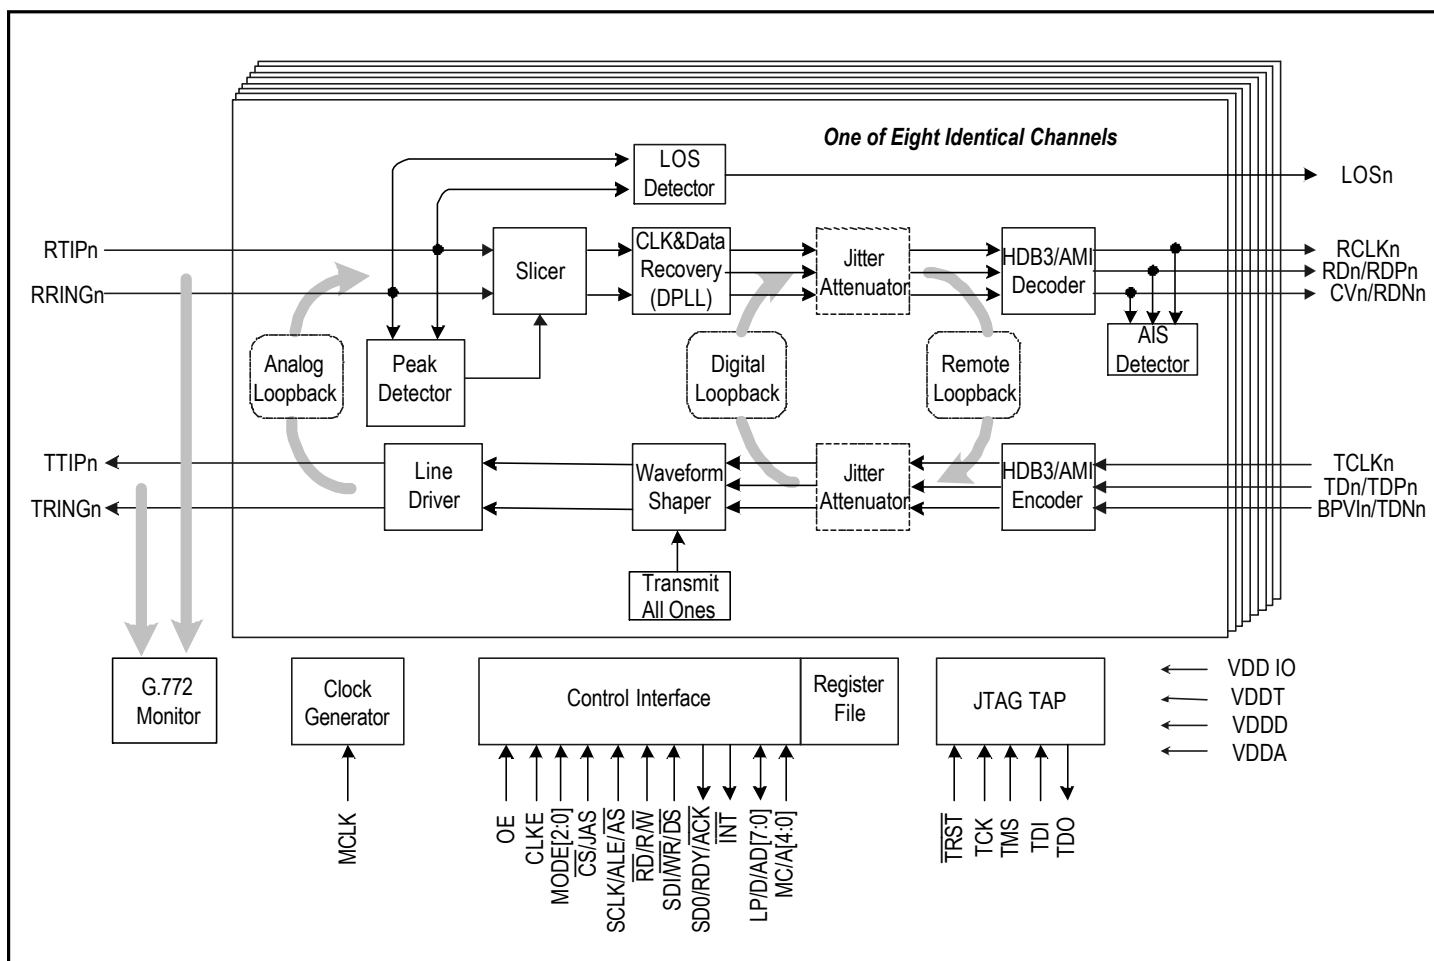 One of Eight Identical Channels
LOS
Detector
LOSn
RTIPn
RRINGn
Slicer
CLK&Data
Recovery
(DPLL)
Jitter
Attenuator
HDB3/AMI
Decoder
RCLKn
RDn/RDPn
CVn/RDNn
AIS
Detector
Analog
Loopback
Peak
Detector
Digital
Loopback
Remote
Loopback
TTIPn
TRINGn
Line
Driver
Waveform
Shaper
Jitter
Attenuator
HDB3/AMI
Encoder
TCLKn
TDn/TDPn
BPVIn/TDNn
Transmit
All Ones
G.772
Monitor
Clock
Generator
Control Interface
Register
File
JTAG TAP
VDD IO
VDDT
VDDD
VDDA
MCLK
OE
CLKE
MODE[2:0]
CS/JAS
SCLK/ALE/AS
RD/R/W
SDI/WR/DS
SD0/RDY/ACK
INT
LP/D/AD[7:0]
MC/A[4:0]
TRST
TCK
TMS
TDI
TDO